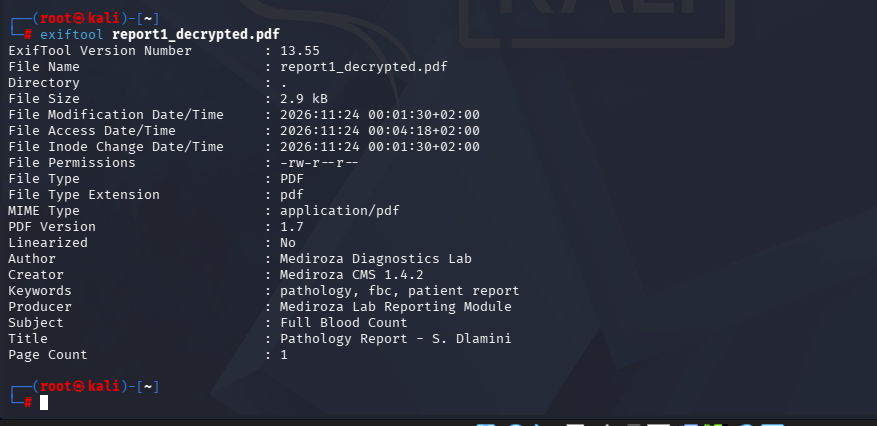 ┌──(root㉿kali)-[~]
└─# exiftool report1_decrypted.pdf
ExifTool Version Number         : 13.55
File Name                       : report1_decrypted.pdf
Directory                       : .
File Size                       : 2.9 kB
File Modification Date/Time     : 2026:11:24 00:01:30+02:00
File Access Date/Time           : 2026:11:24 00:04:18+02:00
File Inode Change Date/Time     : 2026:11:24 00:01:30+02:00
File Permissions                : -rw-r--r--
File Type                       : PDF
File Type Extension             : pdf
MIME Type                       : application/pdf
PDF Version                     : 1.7
Linearized                      : No
Author                          : Mediroza Diagnostics Lab
Creator                         : Mediroza CMS 1.4.2
Keywords                        : pathology, fbc, patient report
Producer                        : Mediroza Lab Reporting Module
Subject                         : Full Blood Count
Title                           : Pathology Report - S. Dlamini
Page Count                      : 1
┌──(root㉿kali)-[~]
└─#